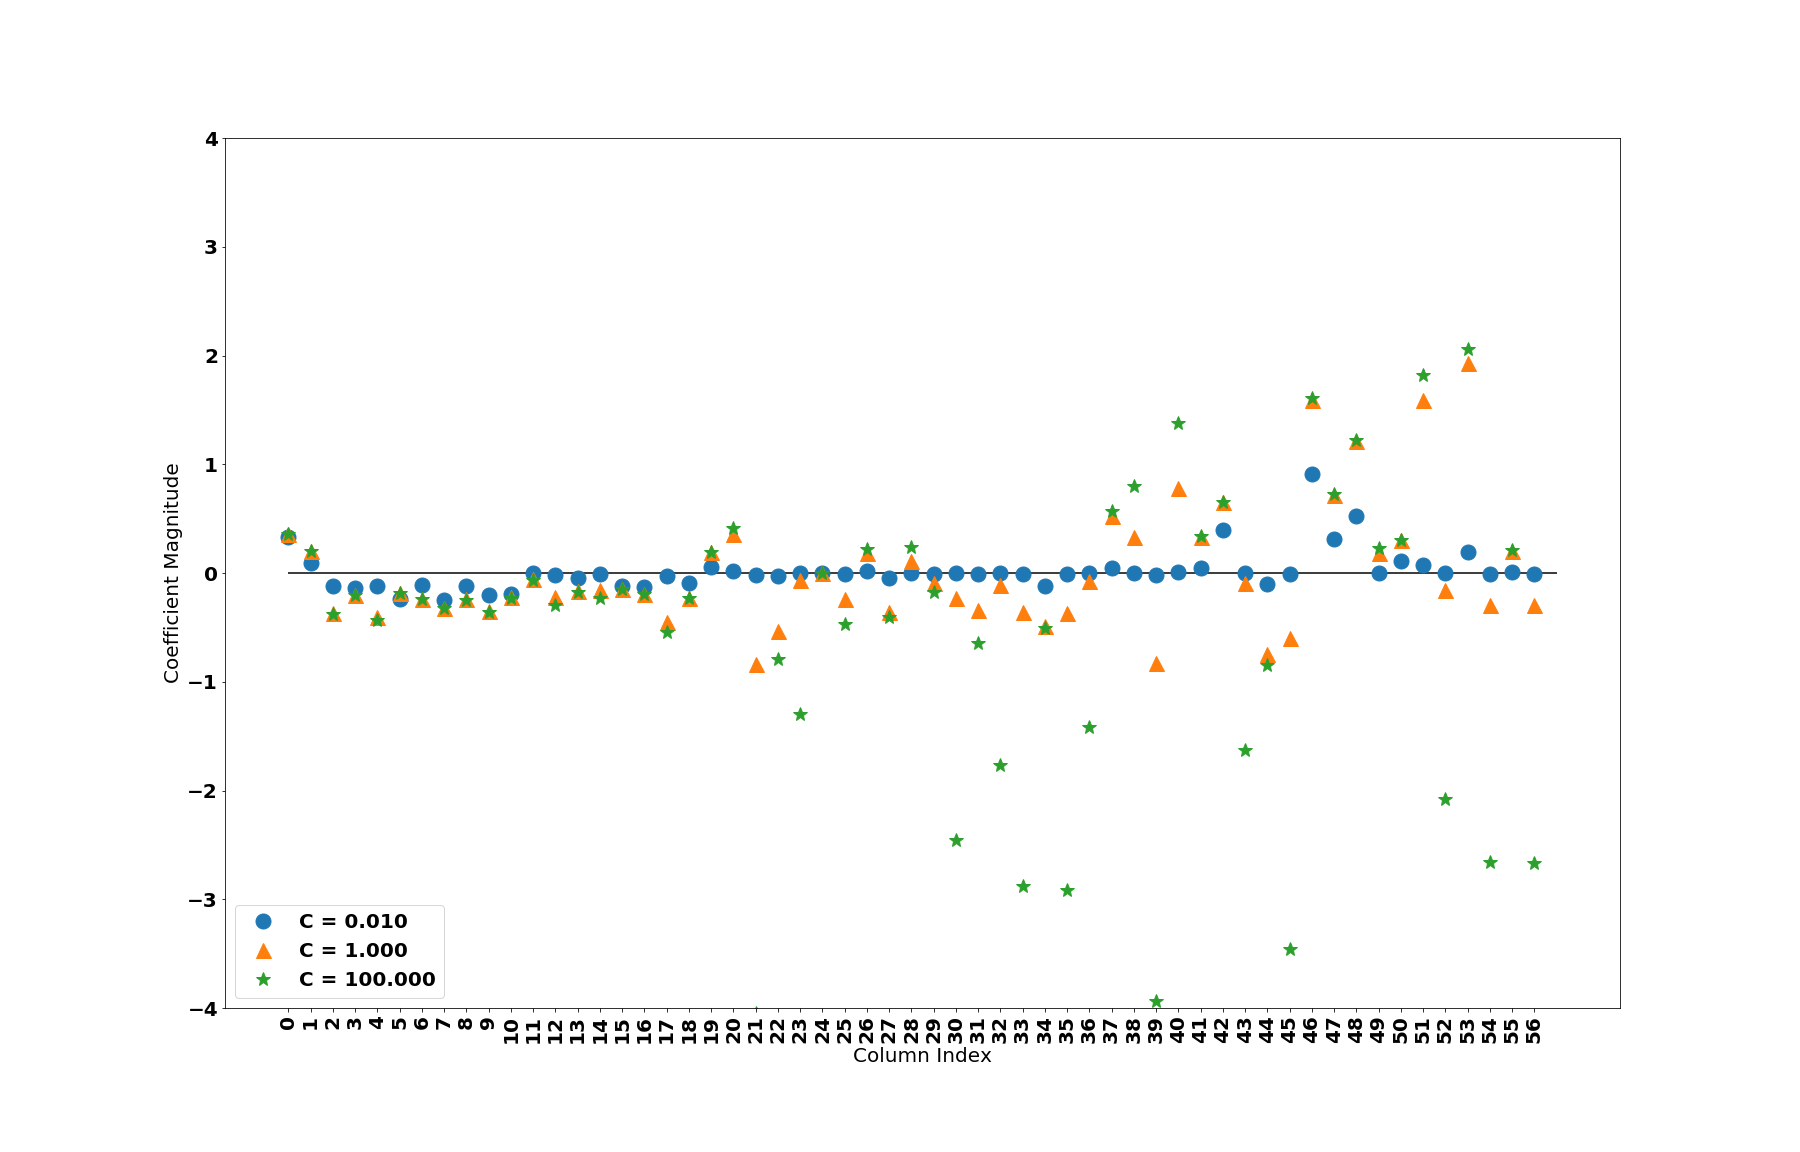 4
3
2
1
0
−1
−2
−3
−4
Coefficient Magnitude
C = 0.010
C = 1.000
C = 100.000
0 1 2 3 4 5 6 7 8 9 10 11 12 13 14 15 16 17 18 19 20 21 22 23 24 25 26 27 28 29 30 31 32 33 34 35 36 37 38 39 40 41 42 43 44 45 46 47 48 49 50 51 52 53 54 55 56
Column Index